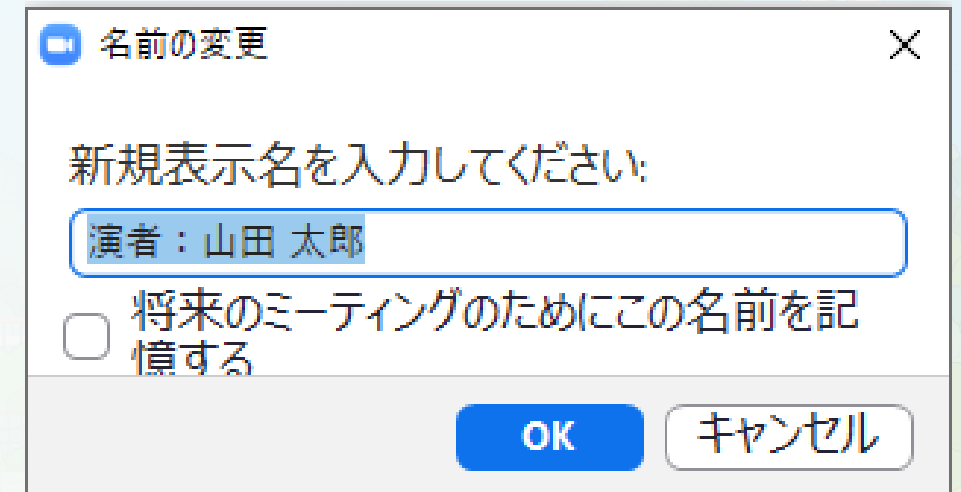 名前の変更
新規表示名を入力してください:
演者：山田 太郎
将来のミーティングのためにこの名前を記
憶する
OK
キャンセル